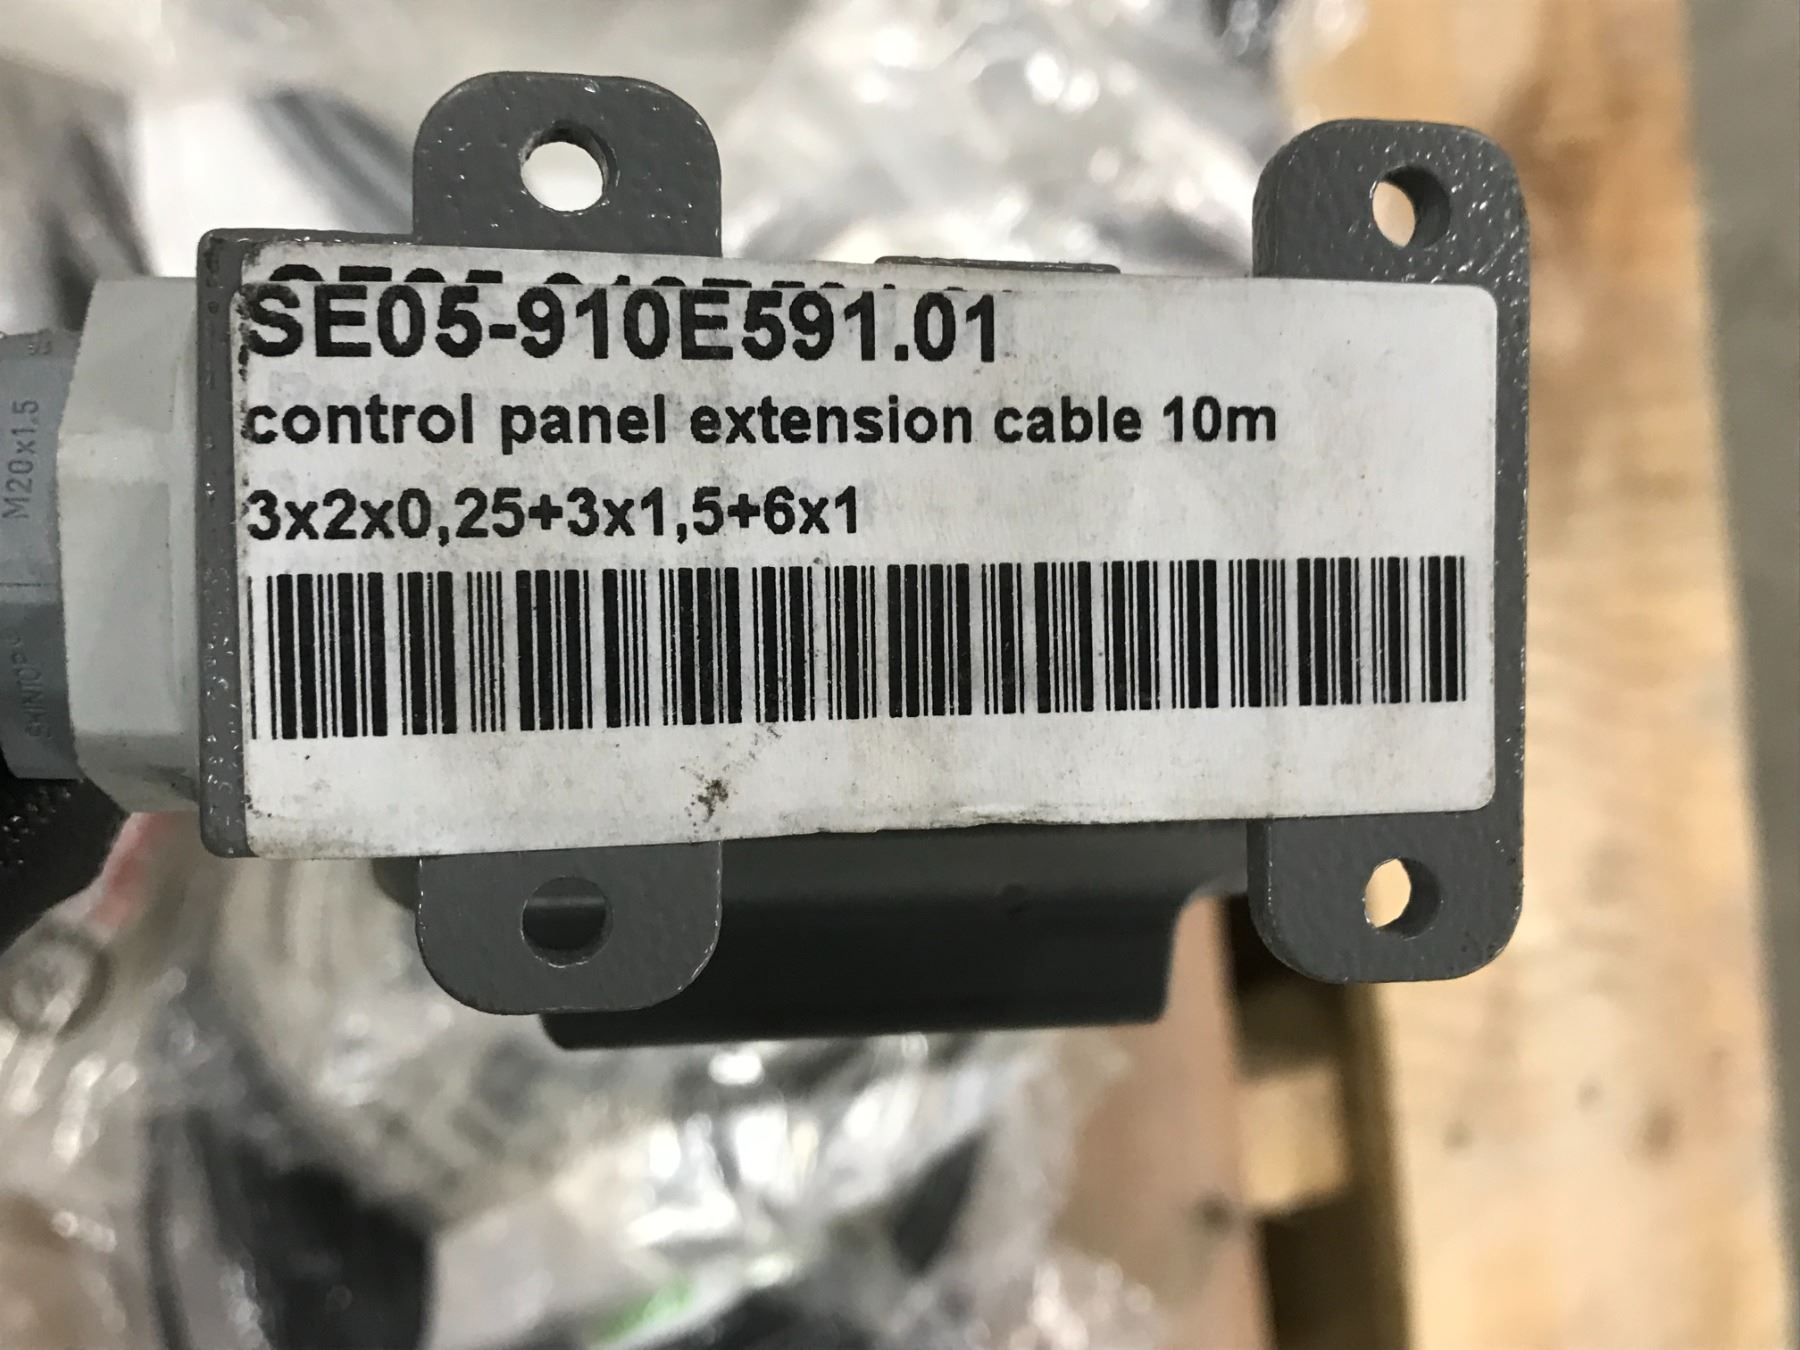 SE05-910E591.01
control panel extension cable 10m
3x2x0,25+3x1,5+6x1
M20x1.5